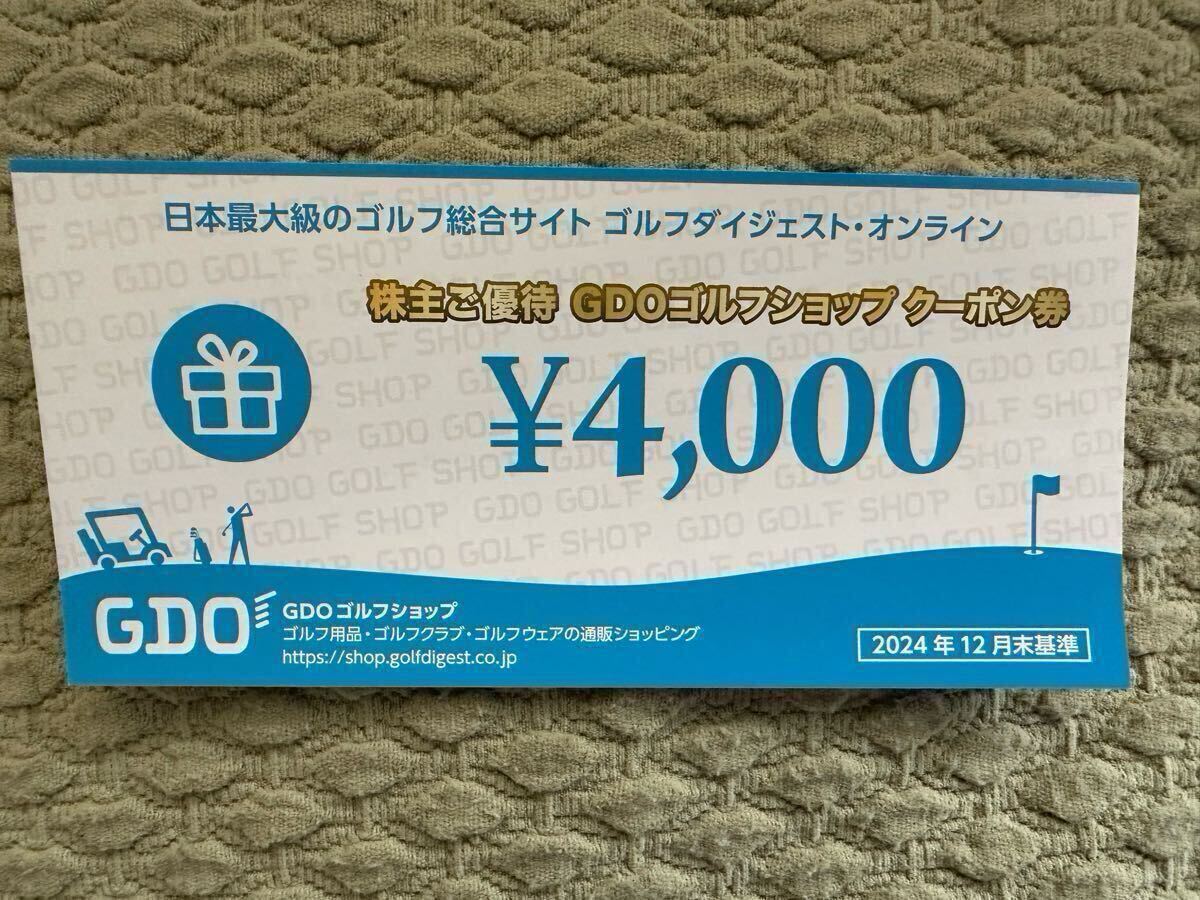 日本最大級のゴルフ総合サイト ゴルフダイジェスト・オンライン
株主ご優待 GDOゴルフショップ クーポン券
¥4,000
GDO
GDOゴルフショップ
ゴルフ用品・ゴルフクラブ・ゴルフウェアの通販ショッピング
https://shop.golfdigest.co.jp
2024年12月末基準
GDO GOLF SHOP